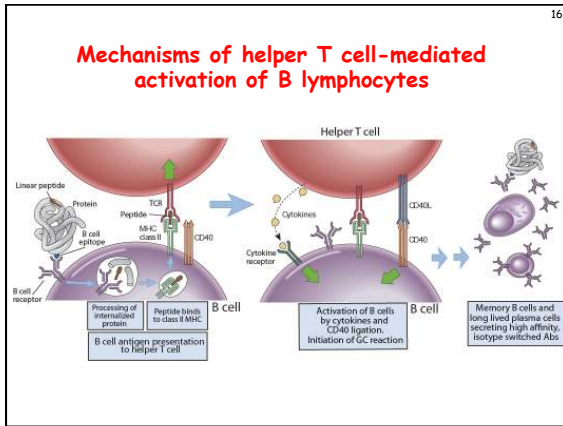 16
Mechanisms of helper T cell-mediated
activation of B lymphocytes
Linear peptide
Protein
B cell
epitope
B cell
receptor
TCR
Peptide
MHC
class II
CD40
Processing of
internalized
protein
Peptide binds
to class II MHC
B cell
B cell antigen presentation
to helper T cell
Helper T cell
Cytokines
Cytokine
receptor
CD40L
CD40
Activation of B cells
by cytokines and
CD40 ligation.
Initiation of GC reaction
B cell
Memory B cells and
long lived plasma cells
secreting high affinity,
isotype switched Abs